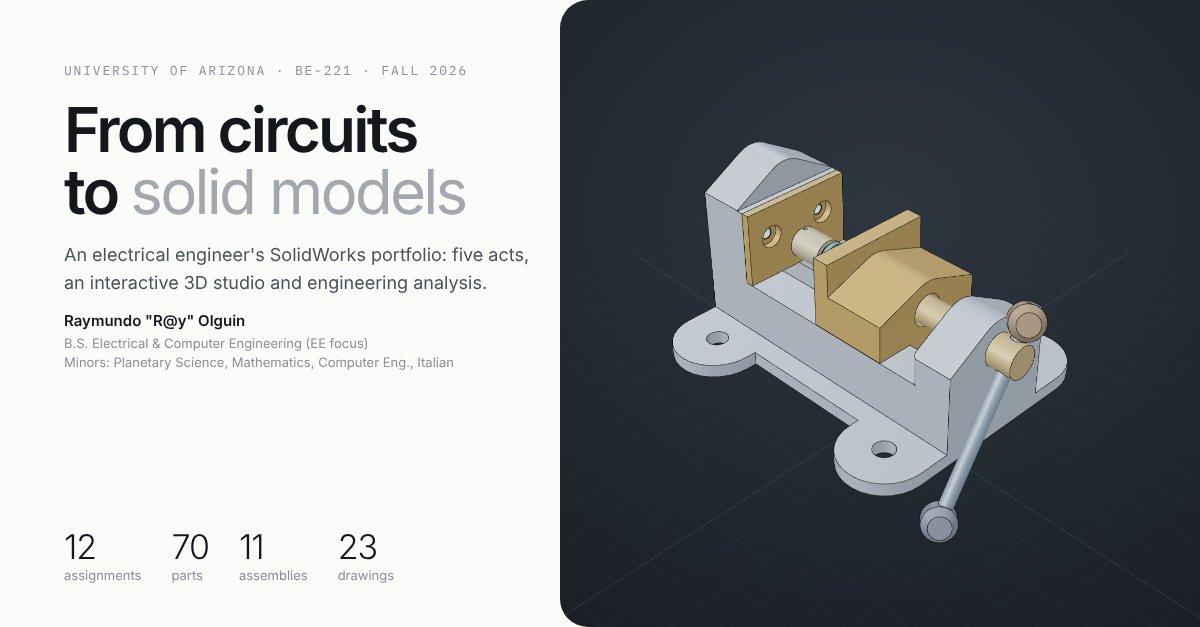 UNIVERSITY OF ARIZONA · BE-221 · FALL 2026
From circuits
to solid models
An electrical engineer's SolidWorks portfolio: five acts,
an interactive 3D studio and engineering analysis.
Raymundo "R@y" Olguin
B.S. Electrical & Computer Engineering (EE focus)
Minors: Planetary Science, Mathematics, Computer Eng., Italian
12 70 11 23
assignments parts assemblies drawings